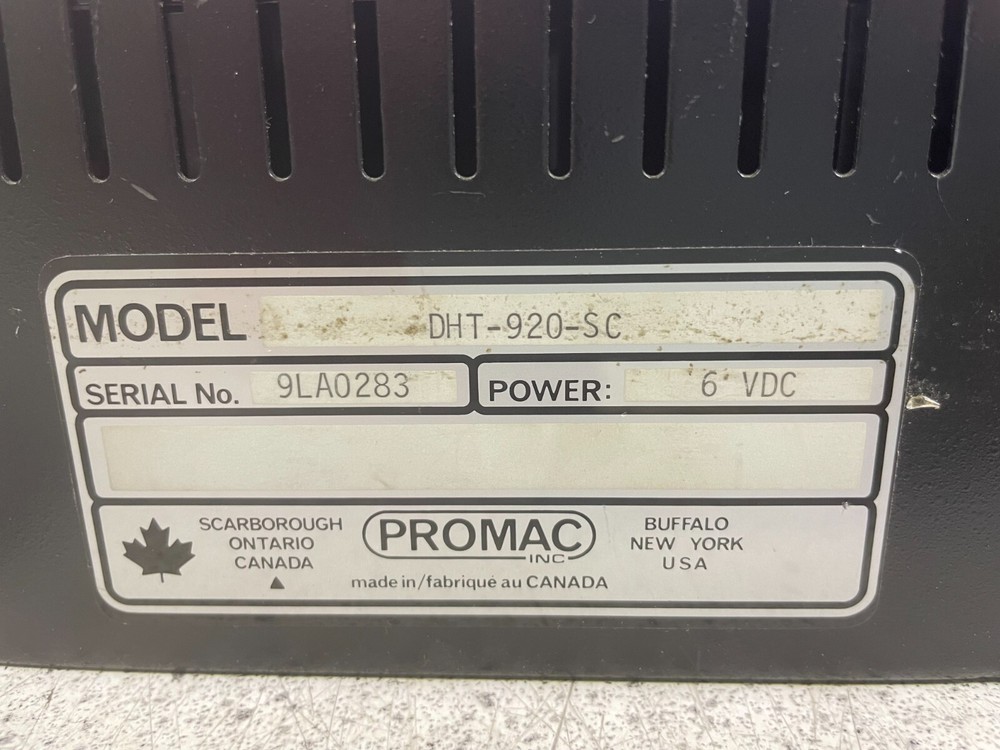 MODEL DHT-920-SC
SERIAL No. 9LA0283 POWER: 6 VDC
SCARBOROUGH
ONTARIO
CANADA
PROMAC
INC
made in/fabriqué au CANADA
BUFFALO
NEW YORK
USA